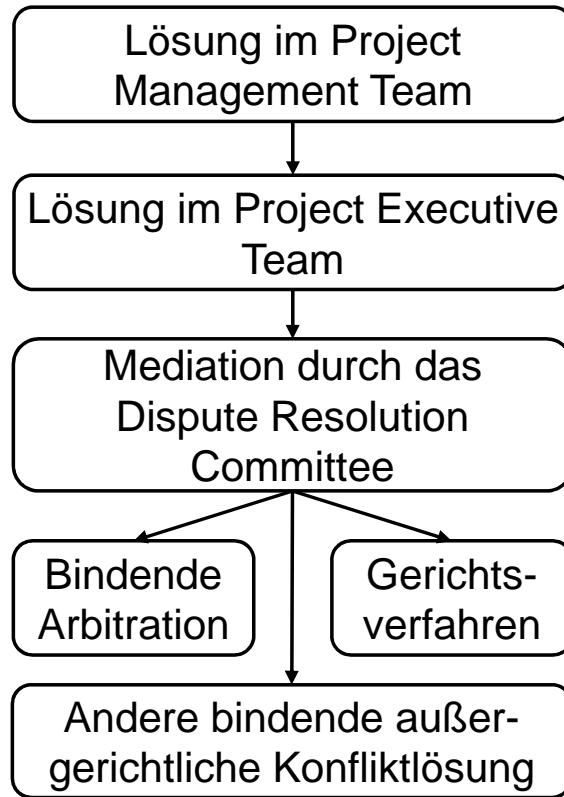 Lösung im Project
Management Team
Lösung im Project Executive
Team
Mediation durch das
Dispute Resolution
Committee
Bindende
Arbitration
Gerichts-
verfahren
Andere bindende außer-
gerichtliche Konfliktlösung